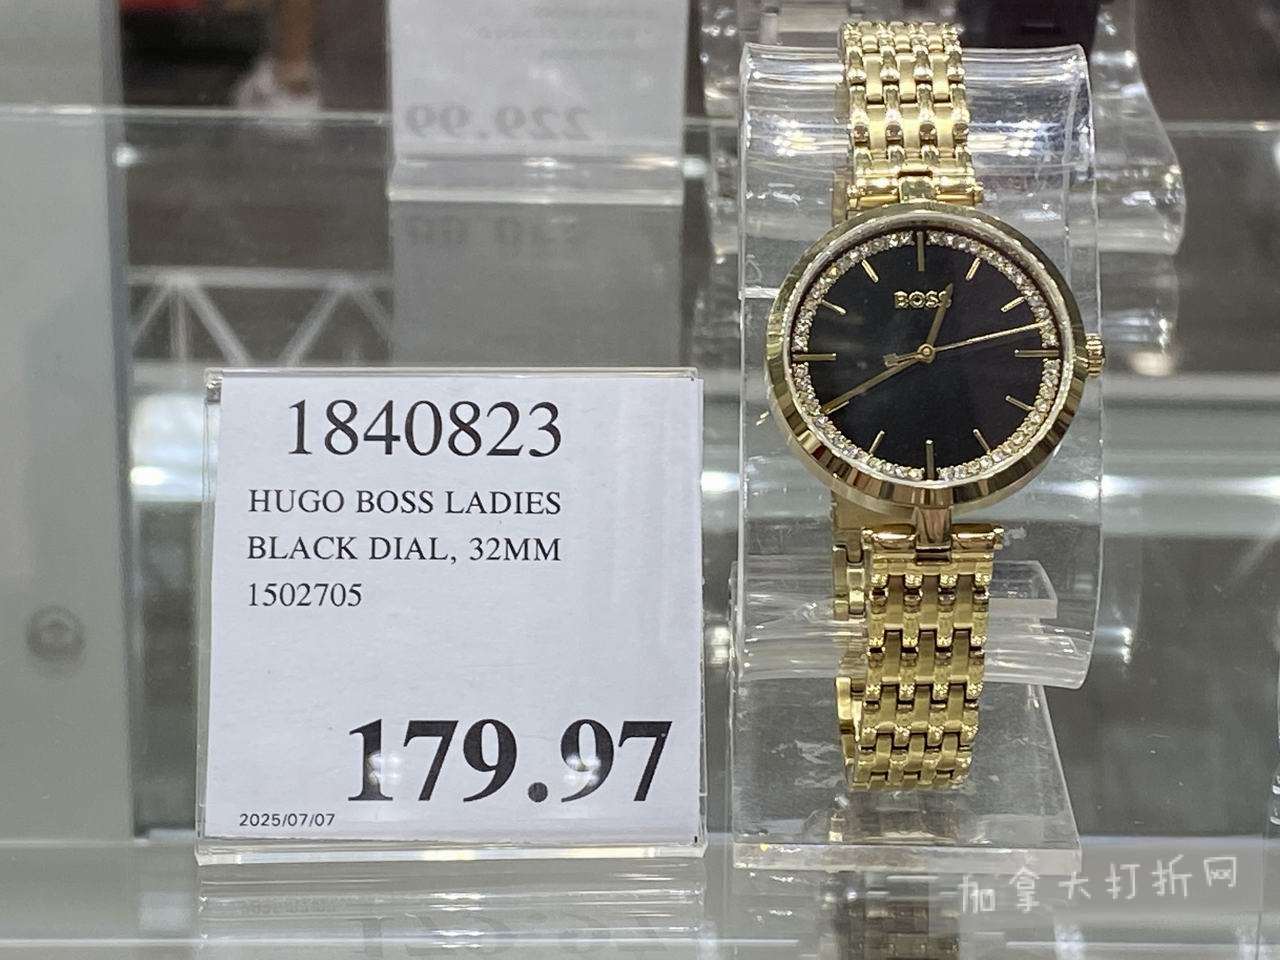 229.99
BOSS
1840823
HUGO BOSS LADIES
BLACK DIAL, 32MM
1502705
179.97
2025/07/07
加拿大打折网